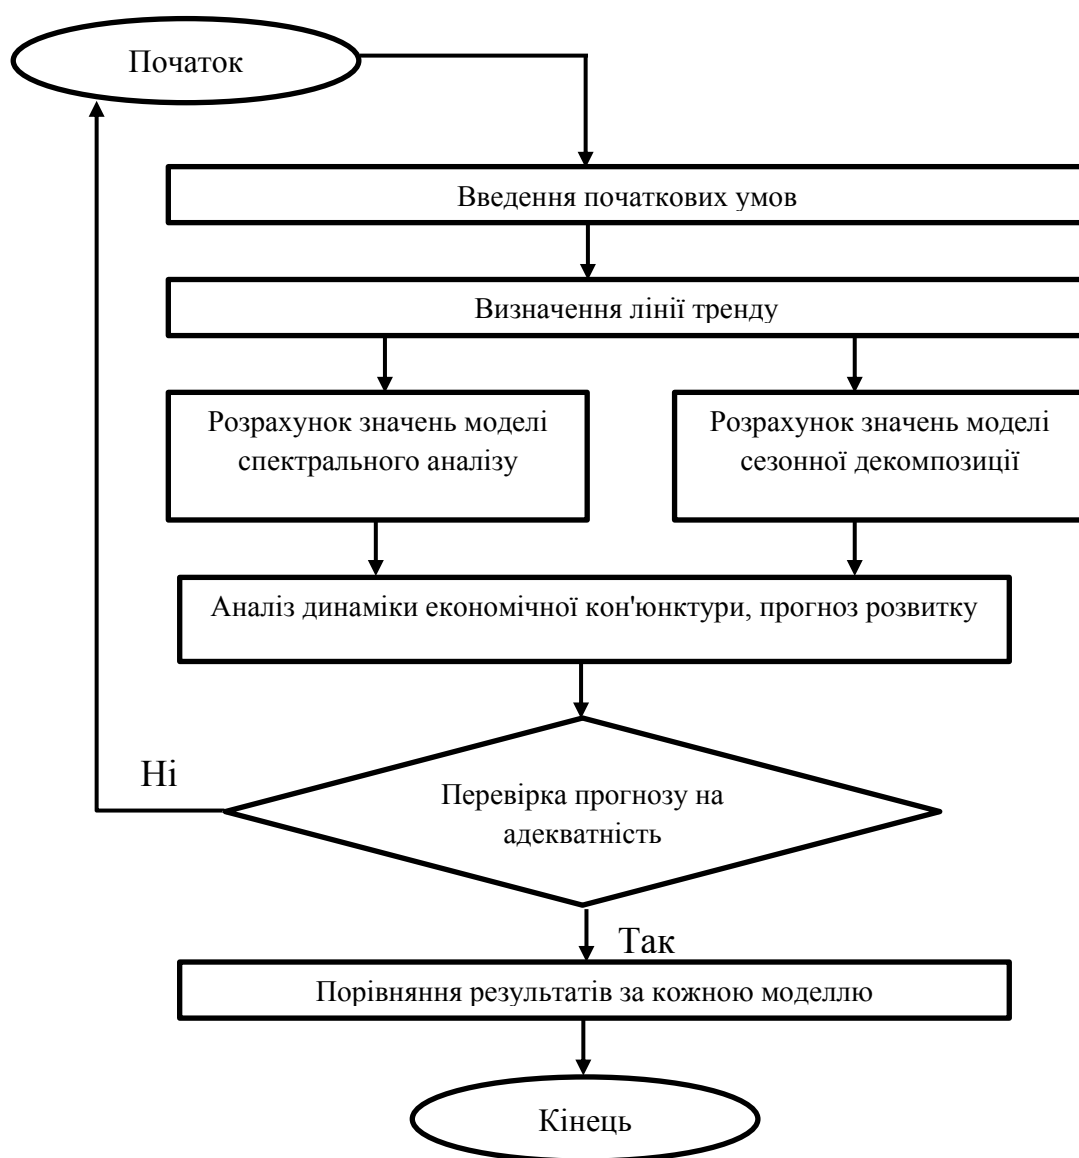 Початок
Введення початкових умов
Визначення лінії тренду
Розрахунок значень моделі
спектрального аналізу
Розрахунок значень моделі
сезонної декомпозиції
Аналіз динаміки економічної кон'юнктури, прогноз розвитку
Ні
Перевірка прогнозу на
адекватність
Так
Порівняння результатів за кожною моделлю
Кінець